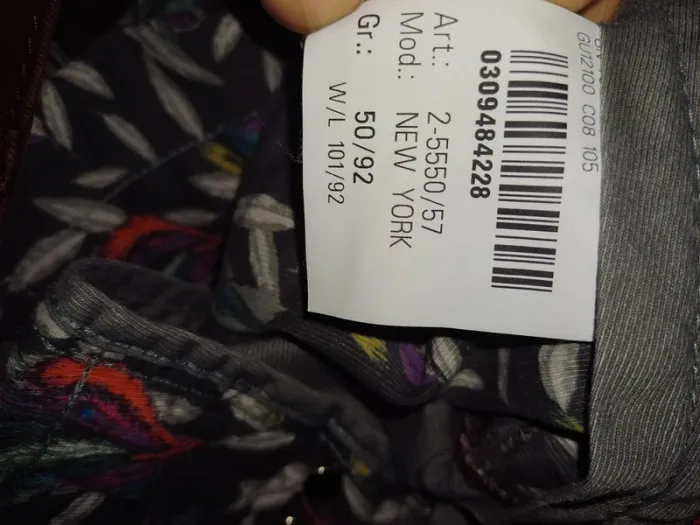 GU12100 C08 105
0309484228
Art.: 2-5550/57
Mod.: NEW YORK
Gr.: 50/92
W/L 101/92